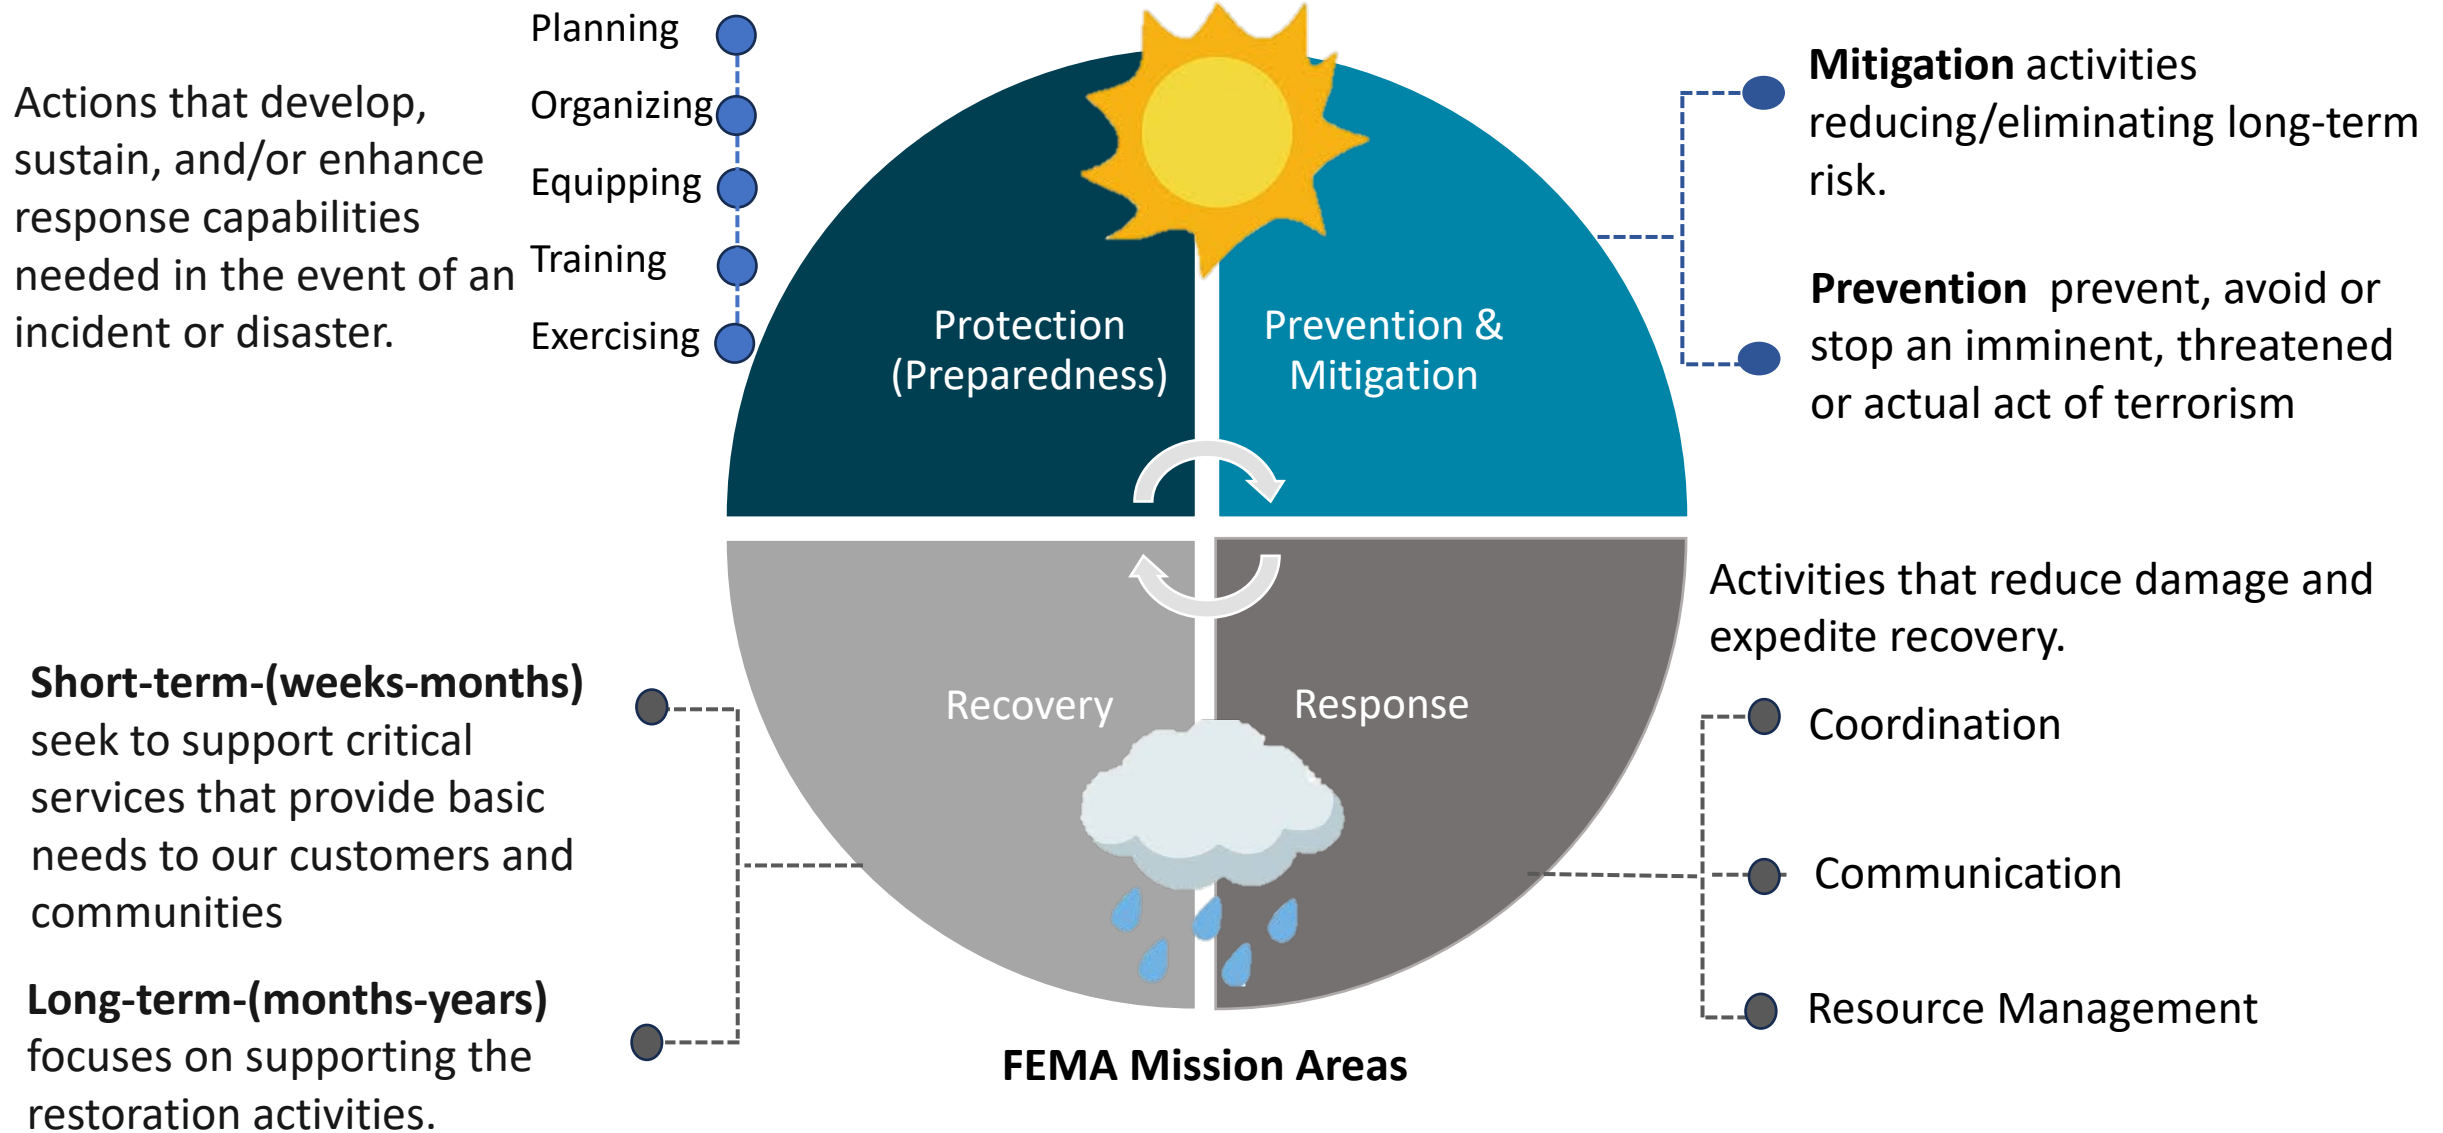 Actions that develop,
sustain, and/or enhance
response capabilities
needed in the event of an
incident or disaster.
Planning
Organizing
Equipping
Training
Exercising
Protection
(Preparedness)
Prevention &
Mitigation
Mitigation activities
reducing/eliminating long-term
risk.
Prevention  prevent, avoid or
stop an imminent, threatened
or actual act of terrorism
Short-term-(weeks-months)
seek to support critical
services that provide basic
needs to our customers and
communities
Long-term-(months-years)
focuses on supporting the
restoration activities.
Recovery
Response
Activities that reduce damage and
expedite recovery.
Coordination
Communication
Resource Management
FEMA Mission Areas